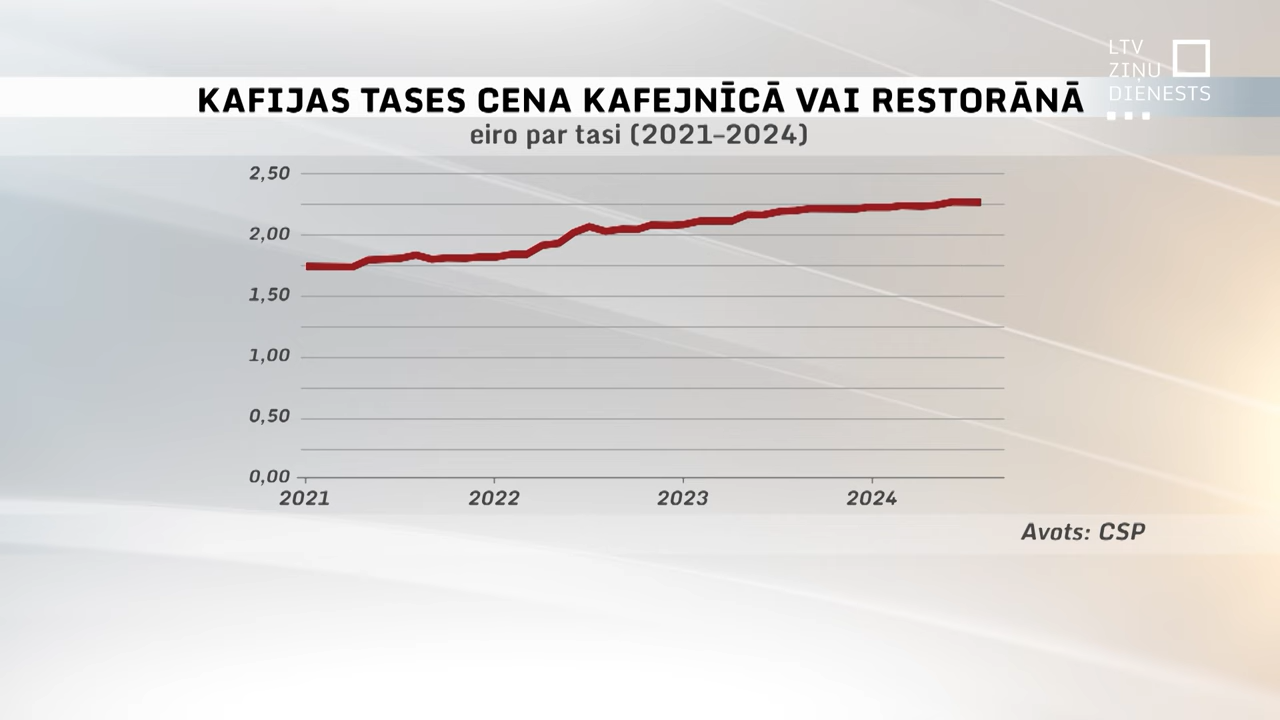 LTV
ZIŅU
DIENESTS
KAFIJAS TASES CENA KAFEJNĪCĀ VAI RESTORĀNĀ
eiro par tasi (2021–2024)
2,50
2,00
1,50
1,00
0,50
0,00
2021 2022 2023 2024
Avots: CSP